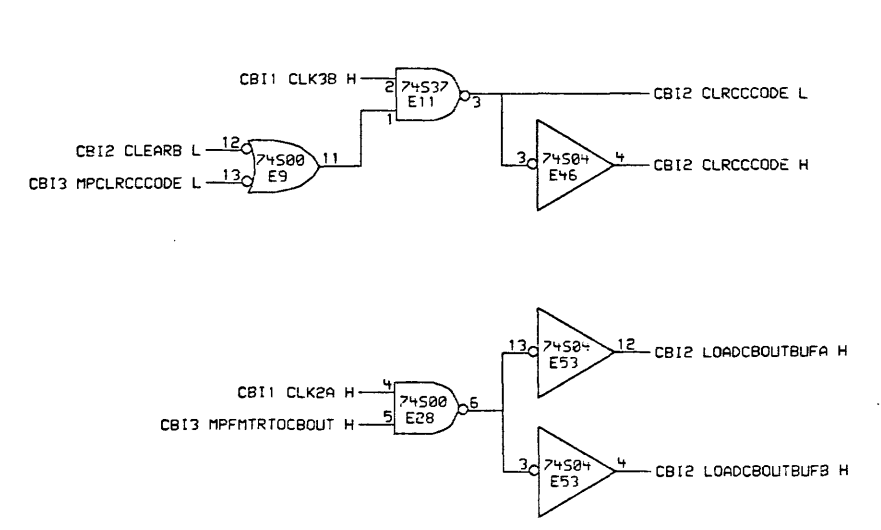 CBI1 CLK3B H
2
74S37
E11
3
1
CBI2 CLRCCCODE L
CBI2 CLEARB L
12
74S00
E9
11
CBI3 MPCLRCCCODE L
13
3
74S04
E46
4
CBI2 CLRCCCODE H
13
74S04
E53
12
CBI2 LOADCBOUTBUFA H
CBI1 CLK2A H
4
74S00
E28
6
CBI3 MPFMTRTOCBOUT H
5
3
74S04
E53
4
CBI2 LOADCBOUTBUFB H